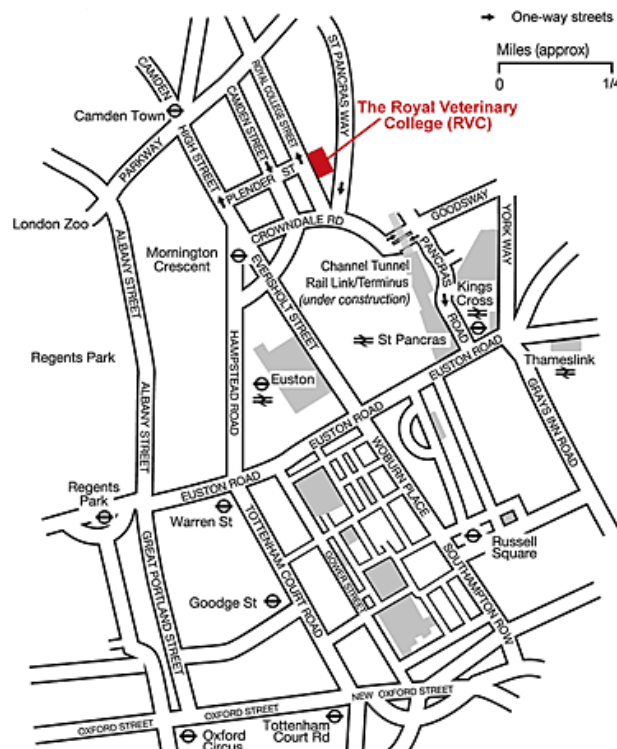 One-way streets
Miles (approx)
0 1/4
CAMDEN
ROYAL COLLEGE STREET
ST PANCRAS WAY
Camden Town
The Royal Veterinary
College (RVC)
CAMDEN STREET
PARKWAY
HIGH STREET
PLENDER ST
GOODSWAY
London Zoo
CROWNDALE RD
YORK WAY
ALBANY STREET
Mornington
Crescent
EVERSHOLT STREET
Channel Tunnel
Rail Link/Terminus
(under construction)
PANCRAS
ROAD
Kings
Cross
HAMPSTEAD ROAD
St Pancras
Regents Park
EUSTON ROAD
Thameslink
Euston
ALBANY STREET
GRAYS INN ROAD
EUSTON ROAD
WOBURN PLACE
Regents
Park
EUSTON ROAD
Warren St
TOTTENHAM COURT ROAD
Russell
Square
GREAT PORTLAND STREET
GOWER STREET
SOUTHAMPTON ROW
Goodge St
NEW OXFORD STREET
OXFORD STREET
OXFORD STREET
Tottenham
Court Rd
Oxford
Circus